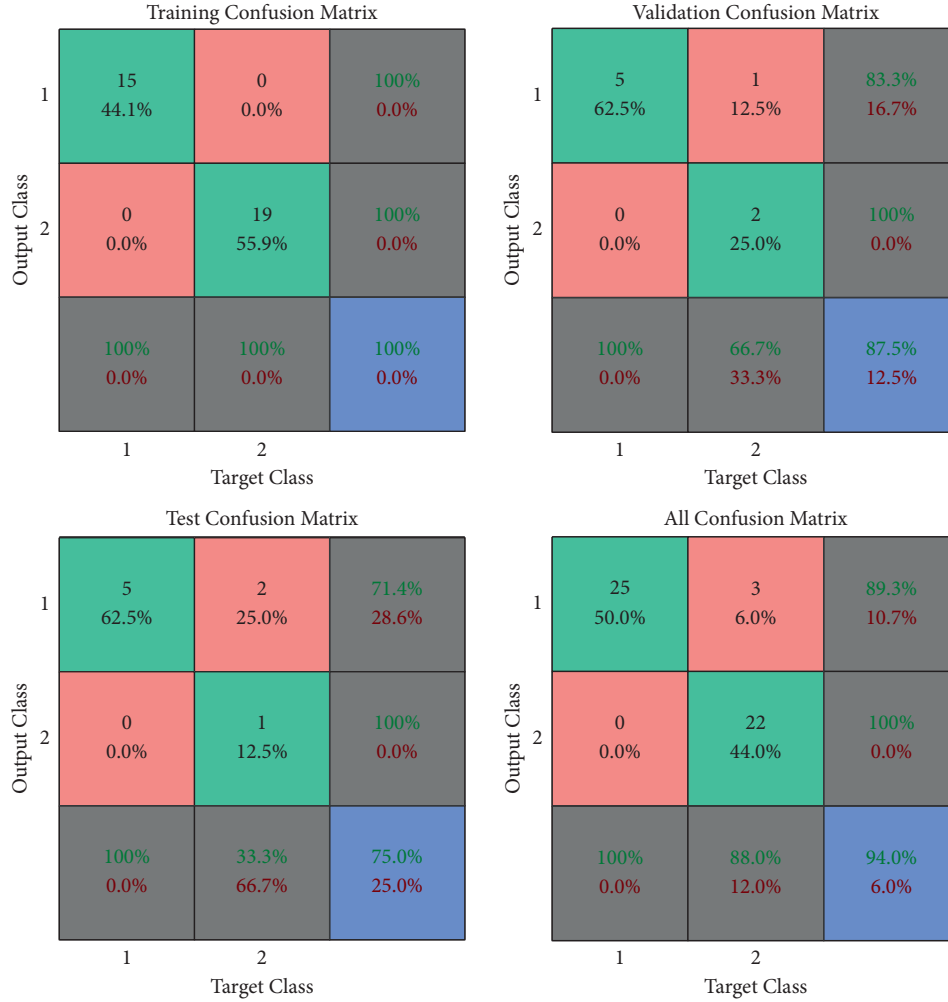 Training Confusion Matrix
Output Class
1
15 0 100%
44.1% 0.0% 0.0%
2
0 19 100%
0.0% 55.9% 0.0%
100% 100% 100%
0.0% 0.0% 0.0%
1 2
Target Class
Validation Confusion Matrix
Output Class
1
5 1 83.3%
62.5% 12.5% 16.7%
2
0 2 100%
0.0% 25.0% 0.0%
100% 66.7% 87.5%
0.0% 33.3% 12.5%
1 2
Target Class
Test Confusion Matrix
Output Class
1
5 2 71.4%
62.5% 25.0% 28.6%
2
0 1 100%
0.0% 12.5% 0.0%
100% 33.3% 75.0%
0.0% 66.7% 25.0%
1 2
Target Class
All Confusion Matrix
Output Class
1
25 3 89.3%
50.0% 6.0% 10.7%
2
0 22 100%
0.0% 44.0% 0.0%
100% 88.0% 94.0%
0.0% 12.0% 6.0%
1 2
Target Class